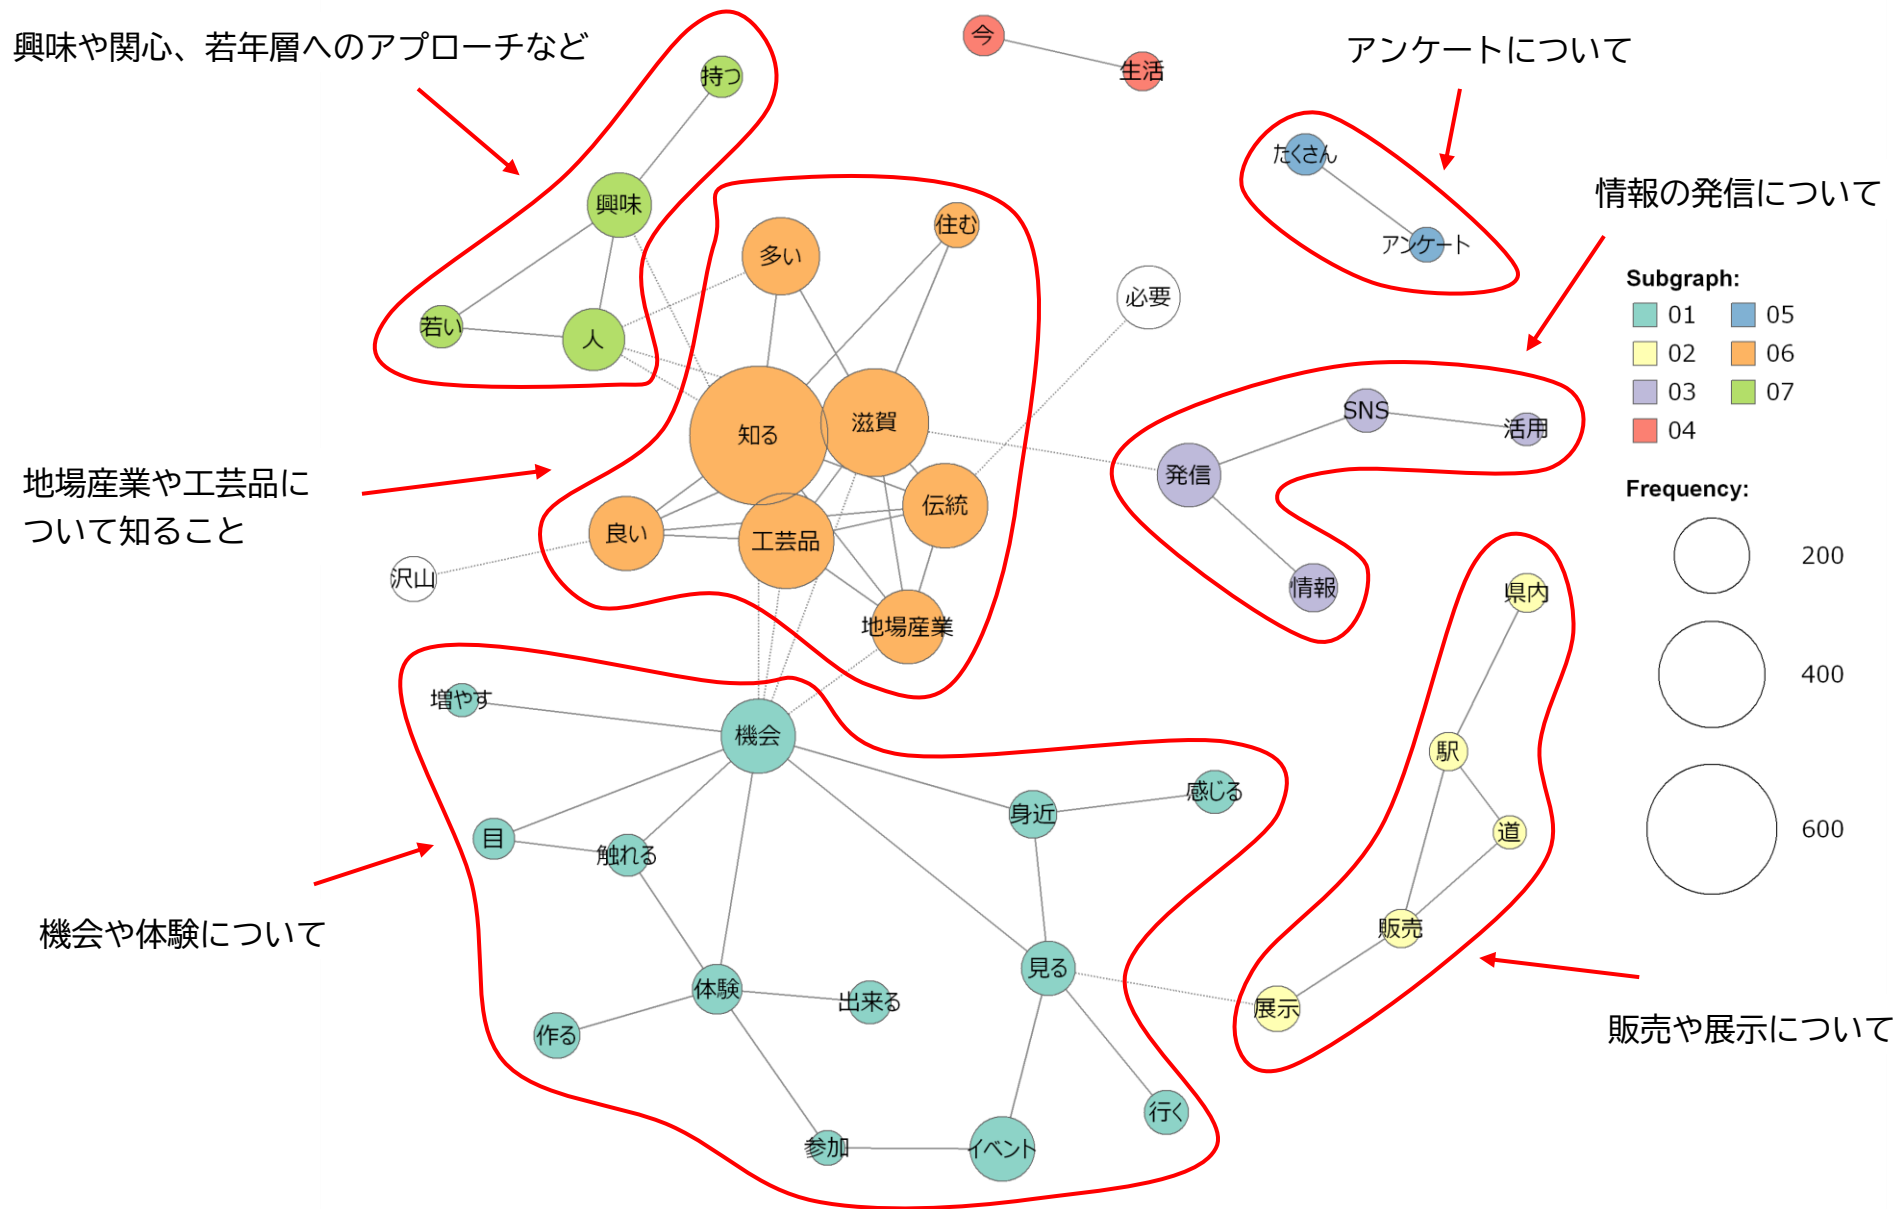 興味や関心、若年層へのアプローチなど
アンケートについて
情報の発信について
地場産業や工芸品に
ついて知ること
機会や体験について
販売や展示について
今
生活
持つ
興味
若い
人
たくさん
アンケート
多い
住む
必要
知る
滋賀
伝統
良い
工芸品
地場産業
沢山
SNS
活用
発信
情報
県内
駅
道
販売
展示
増やす
機会
目
触れる
身近
感じる
体験
出来る
作る
見る
行く
参加
イベント
Subgraph:
01 05
02 06
03 07
04
Frequency:
200
400
600